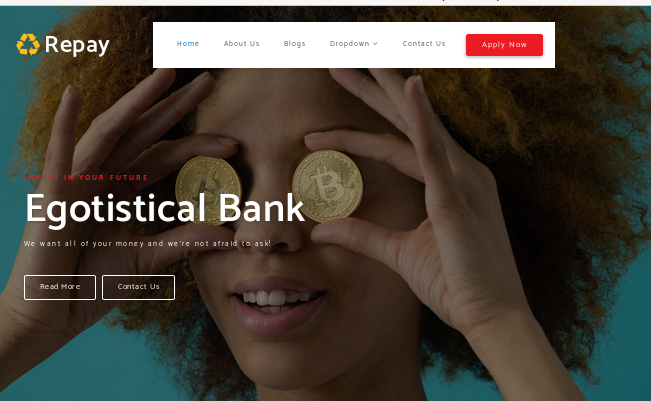 Repay
Home About Us Blogs Dropdown Contact Us Apply Now
INVEST IN YOUR FUTURE
Egotistical Bank
We want all of your money and we're not afraid to ask!
Read More Contact Us